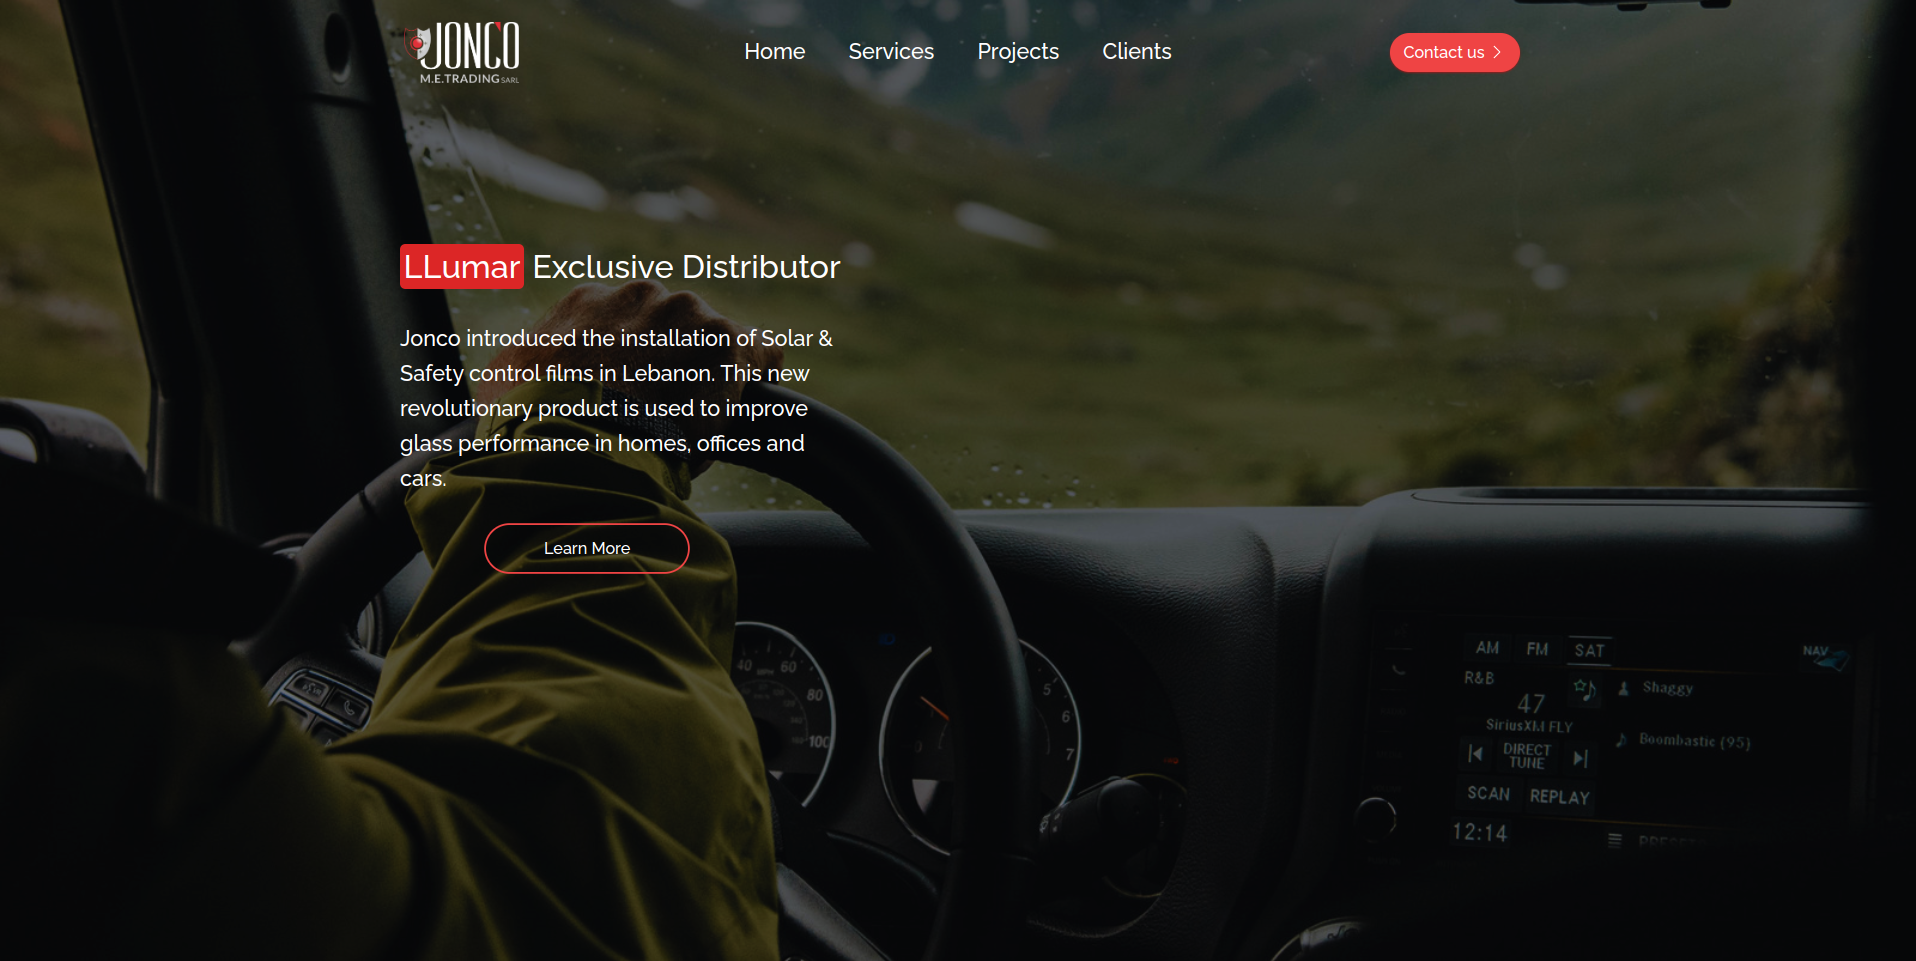 JONCO
M.E.TRADING SARL
Home Services Projects Clients
Contact us
LLumar Exclusive Distributor
Jonco introduced the installation of Solar &
Safety control films in Lebanon. This new
revolutionary product is used to improve
glass performance in homes, offices and
cars.
Learn More
40 60 80 100
MPH
5 6 7
AM FM SAT NAV
R&B
47
Shaggy
SiriusXM FLY
Boombastic (95)
DIRECT
TUNE
SCAN REPLAY
12:14